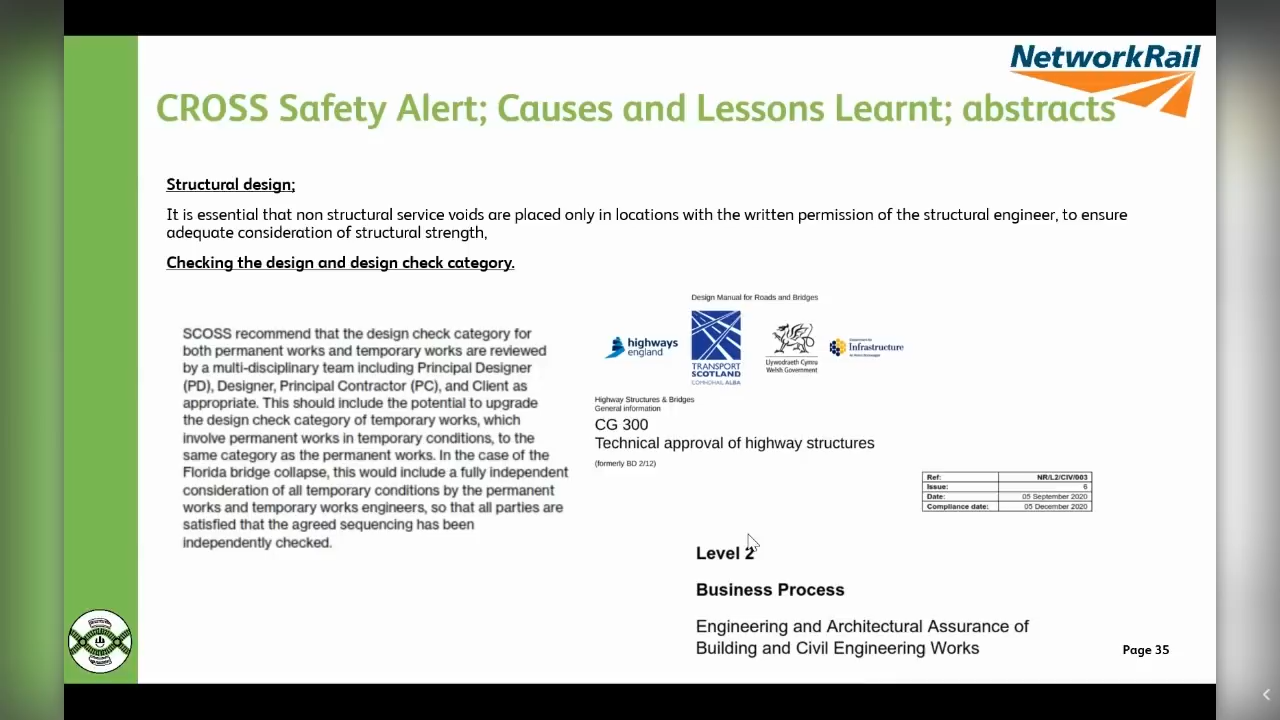 NetworkRail
CROSS Safety Alert; Causes and Lessons Learnt; abstracts
Structural design;
It is essential that non structural service voids are placed only in locations with the written permission of the structural engineer, to ensure
adequate consideration of structural strength,
Checking the design and design check category.
SCOSS recommend that the design check category for
both permanent works and temporary works are reviewed
by a multi-disciplinary team including Principal Designer
(PD), Designer, Principal Contractor (PC), and Client as
appropriate. This should include the potential to upgrade
the design check category of temporary works, which
involve permanent works in temporary conditions, to the
same category as the permanent works. In the case of the
Florida bridge collapse, this would include a fully independent
consideration of all temporary conditions by the permanent
works and temporary works engineers, so that all parties are
satisfied that the agreed sequencing has been
independently checked.
Design Manual for Roads and Bridges
highways
england
TRANSPORT
SCOTLAND
CÒMHDHAIL ALBA
Llywodraeth Cymru
Welsh Government
Infrastructure
Highway Structures & Bridges
General information
CG 300
Technical approval of highway structures
(formerly BD 2/12)
Ref: NR/L2/CIV/003
Issue: 6
Date: 05 September 2020
Compliance date: 05 December 2020
Level 2
Business Process
Engineering and Architectural Assurance of
Building and Civil Engineering Works
Page 35